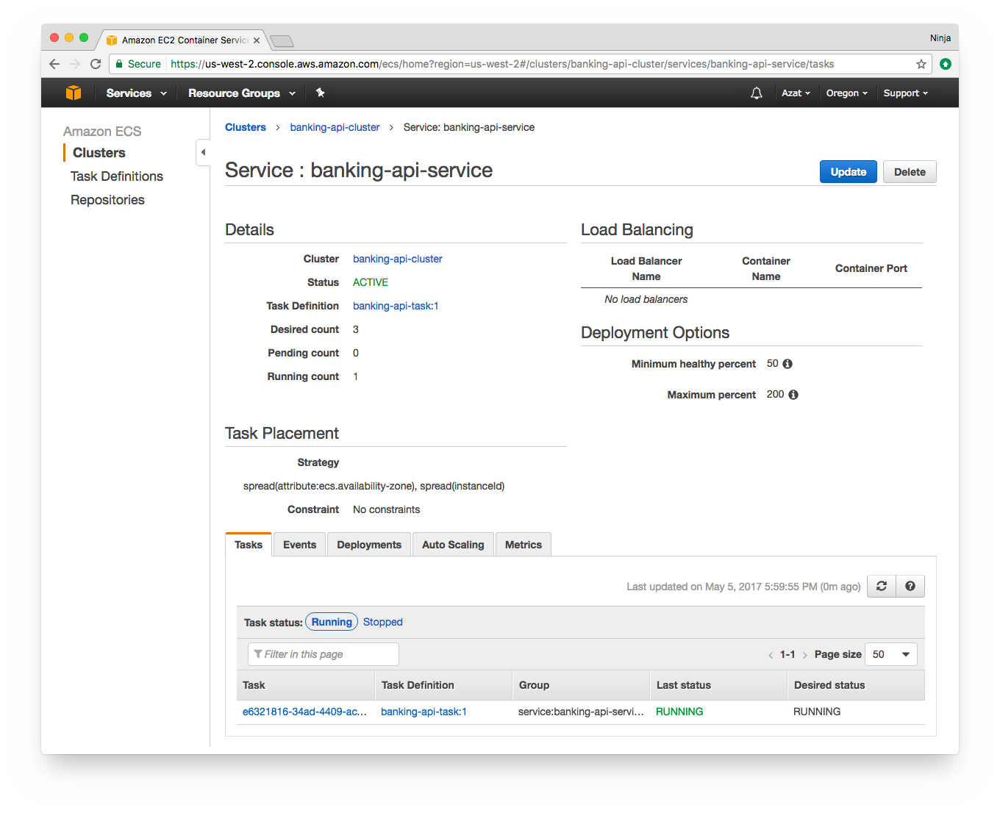 Amazon EC2 Container Service
Ninja
Secure https://us-west-2.console.aws.amazon.com/ecs/home?region=us-west-2#/clusters/banking-api-cluster/services/banking-api-service/tasks
Services Resource Groups Azat Oregon Support
Amazon ECS
Clusters
Task Definitions
Repositories
Clusters > banking-api-cluster > Service: banking-api-service
Service : banking-api-service
Update Delete
Details
Cluster banking-api-cluster
Status ACTIVE
Task Definition banking-api-task:1
Desired count 3
Pending count 0
Running count 1
Load Balancing
Load Balancer Name Container Name Container Port
No load balancers
Deployment Options
Minimum healthy percent 50
Maximum percent 200
Task Placement
Strategy
spread(attribute:ecs.availability-zone), spread(instanceId)
Constraint No constraints
Tasks Events Deployments Auto Scaling Metrics
Last updated on May 5, 2017 5:59:55 PM (0m ago)
Task status: Running Stopped
Filter in this page < 1-1 > Page size 50
Task Task Definition Group Last status Desired status
e6321816-34ad-4409-ac... banking-api-task:1 service:banking-api-servi... RUNNING RUNNING